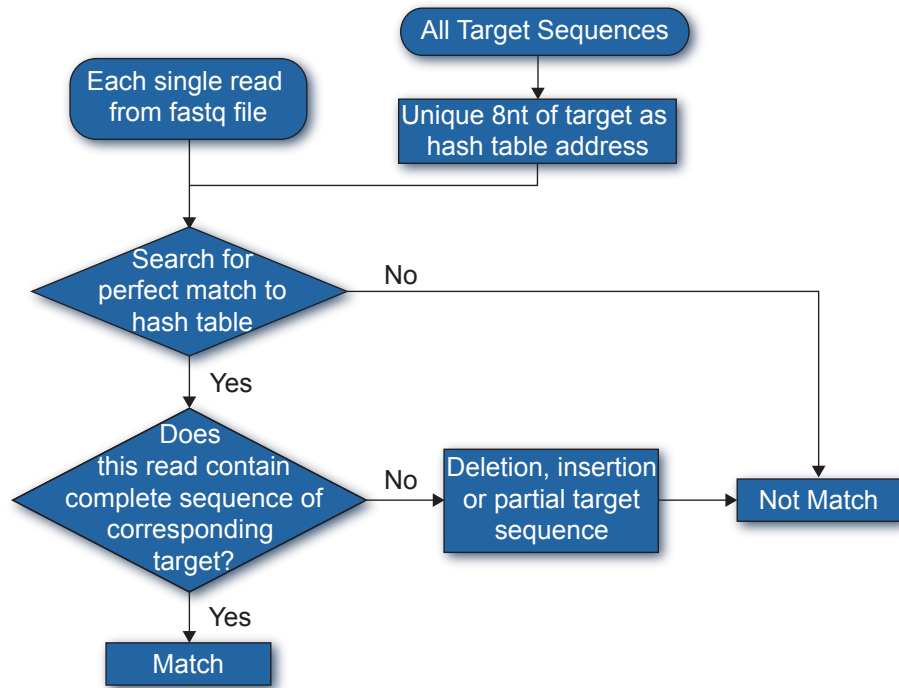 All Target Sequences
Each single read
from fastq file
Unique 8nt of target as
hash table address
Search for
perfect match to
hash table
No
Yes
Does
this read contain
complete sequence of
corresponding
target?
No
Deletion, insertion
or partial target
sequence
Not Match
Yes
Match